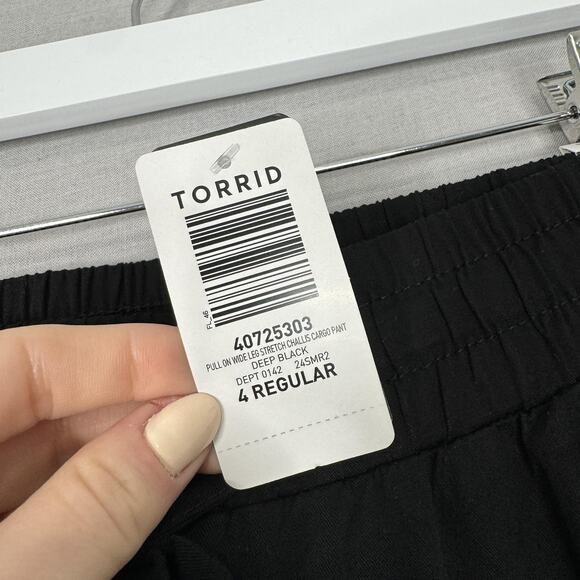 TORRID
FL. 46
40725303
PULL ON WIDE LEG STRETCH CHALLIS CARGO PANT
DEEP BLACK
DEPT 0142 24SMR2
4 REGULAR